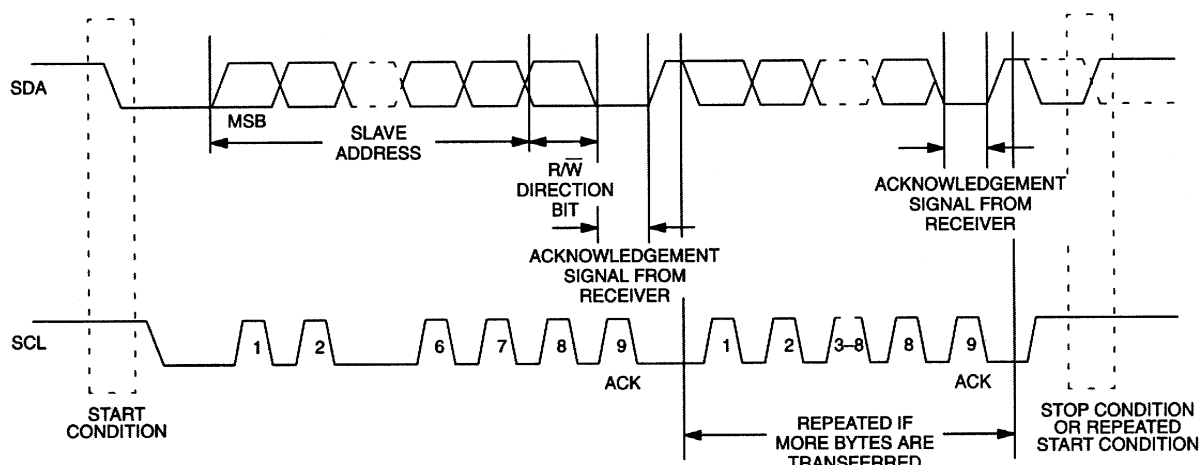 SDA
MSB
SLAVE
ADDRESS
R/W̅
DIRECTION
BIT
ACKNOWLEDGEMENT
SIGNAL FROM
RECEIVER
ACKNOWLEDGEMENT
SIGNAL FROM
RECEIVER
SCL
1 2 6 7 8 9 1 2 3–8 8 9
ACK ACK
START
CONDITION
REPEATED IF
MORE BYTES ARE
TRANSFERRED
STOP CONDITION
OR REPEATED
START CONDITION